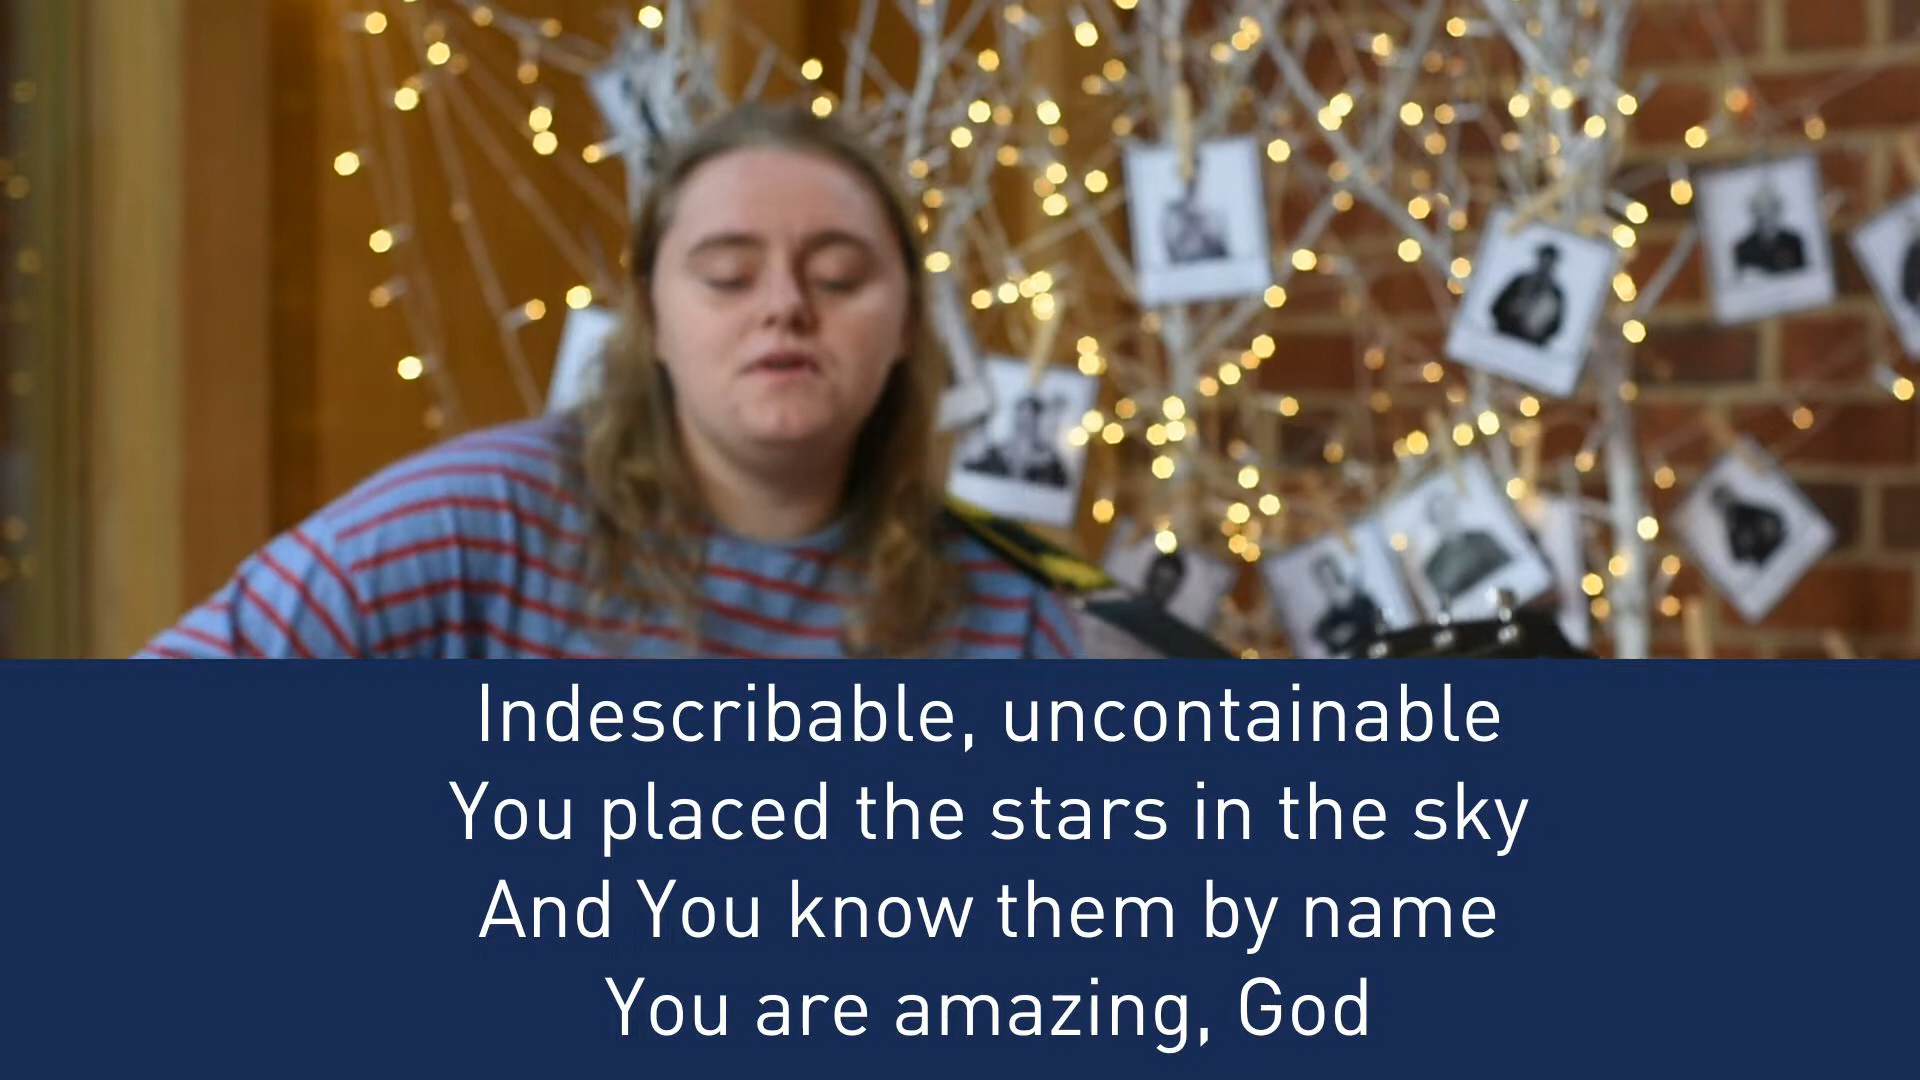 Indescribable, uncontainable
You placed the stars in the sky
And You know them by name
You are amazing, God